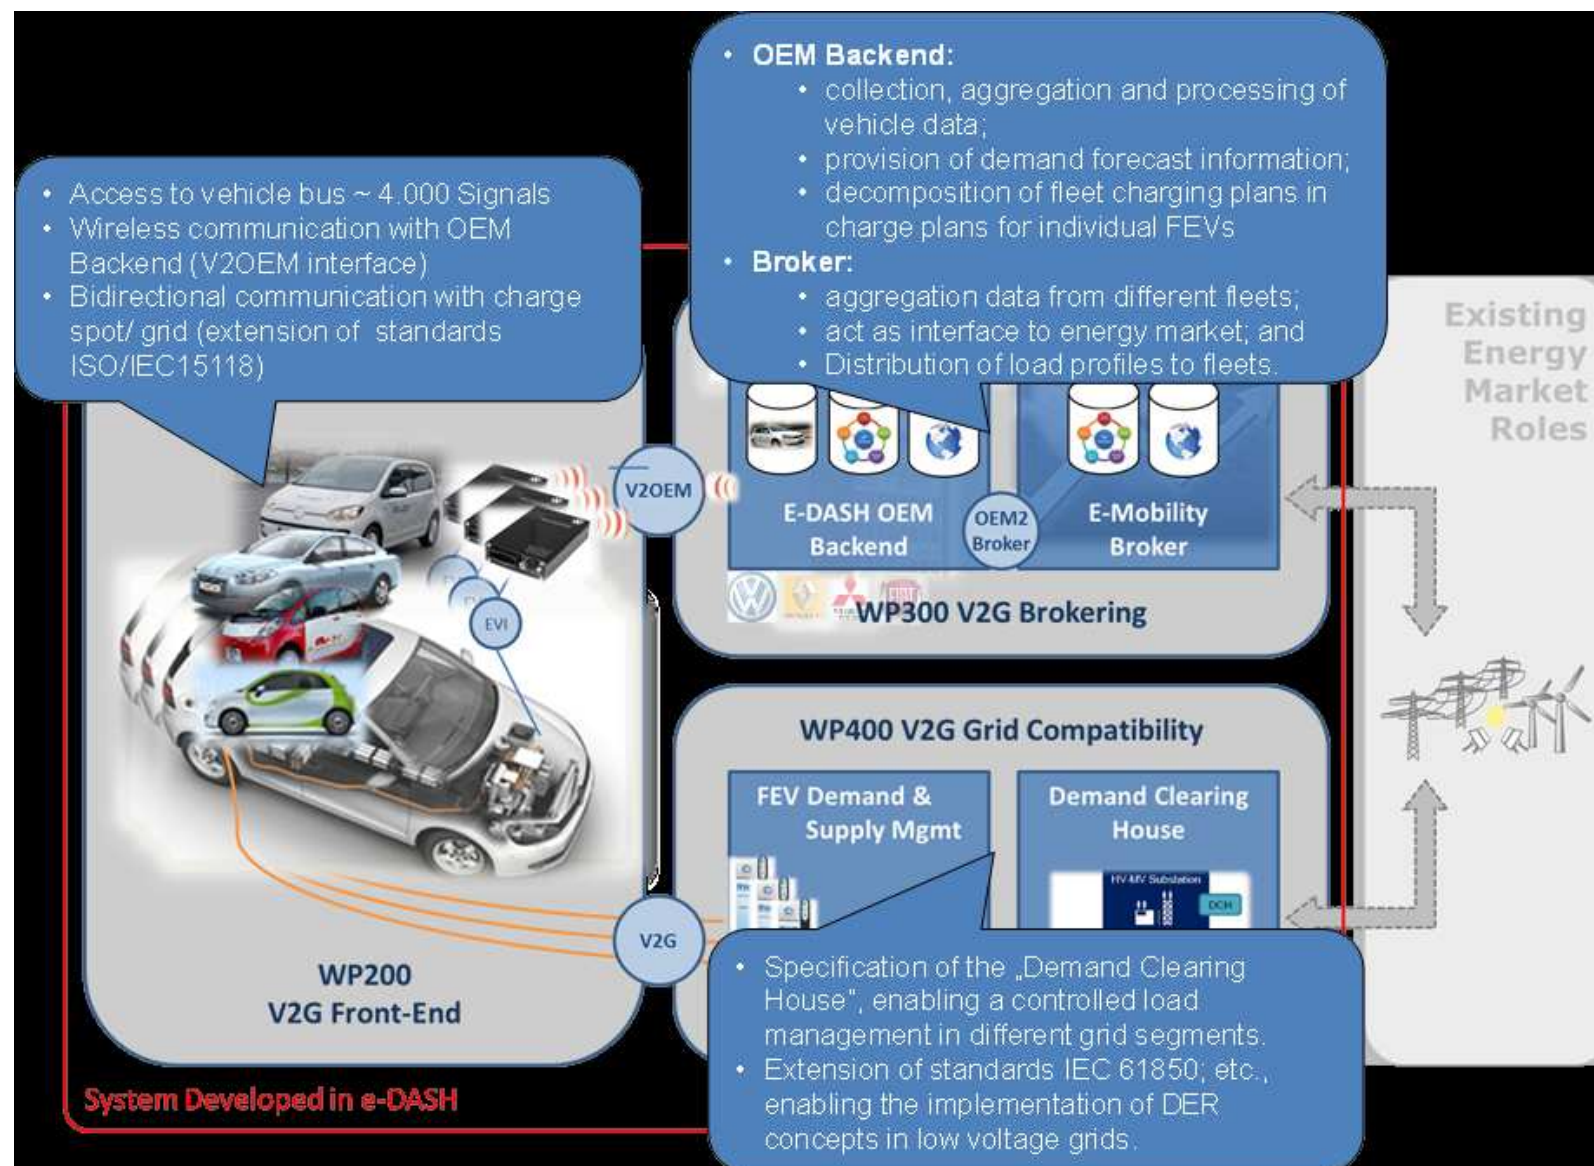 • OEM Backend:
• collection, aggregation and processing of
vehicle data;
• provision of demand forecast information;
• decomposition of fleet charging plans in
charge plans for individual FEVs
• Broker:
• aggregation data from different fleets;
• act as interface to energy market; and
• Distribution of load profiles to fleets.
• Access to vehicle bus ~ 4.000 Signals
• Wireless communication with OEM
Backend (V2OEM interface)
• Bidirectional communication with charge
spot/ grid (extension of standards
ISO/IEC15118)
Existing
Energy
Market
Roles
V2OEM
E-DASH OEM
Backend
OEM2
Broker
E-Mobility
Broker
WP300 V2G Brokering
EVI
WP400 V2G Grid Compatibility
FEV Demand &
Supply Mgmt
Demand Clearing
House
HV-MV Substation
DCH
V2G
WP200
V2G Front-End
• Specification of the „Demand Clearing
House", enabling a controlled load
management in different grid segments.
• Extension of standards IEC 61850; etc.,
enabling the implementation of DER
concepts in low voltage grids.
System Developed in e-DASH